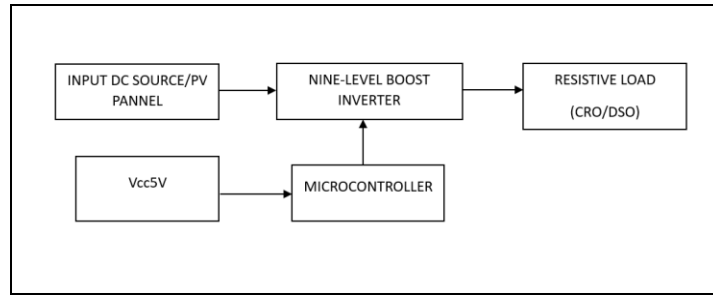 INPUT DC SOURCE/PV
PANNEL
NINE-LEVEL BOOST
INVERTER
RESISTIVE LOAD
(CRO/DSO)
Vcc5V
MICROCONTROLLER